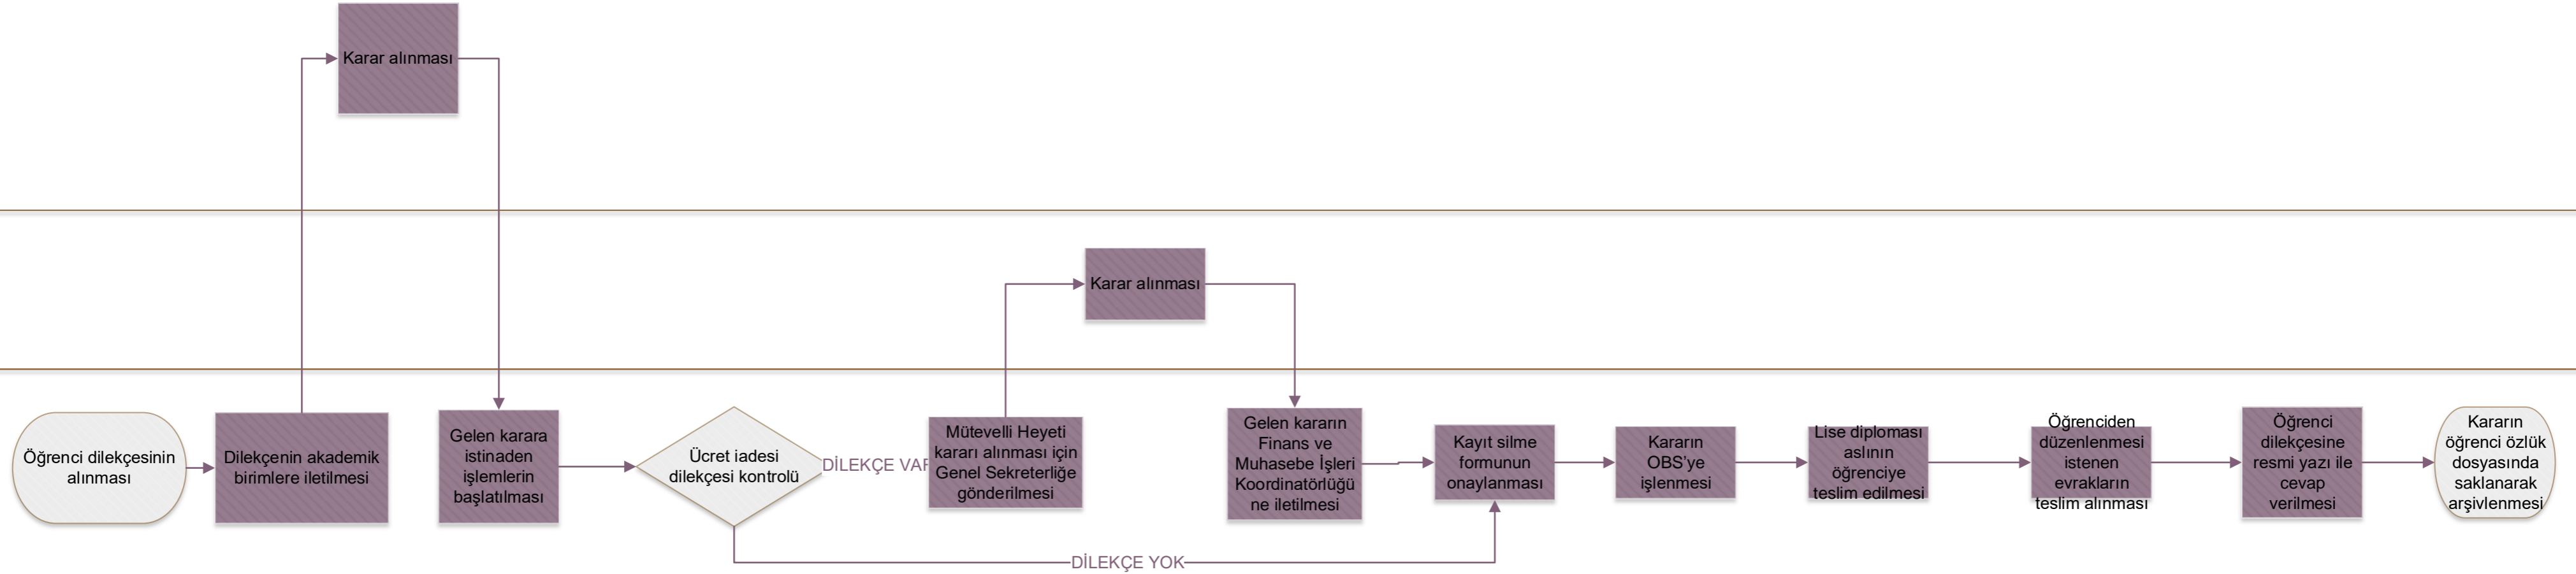 Karar alınması
Karar alınması
Öğrenci dilekçesinin
alınması
Dilekçenin akademik
birimlere iletilmesi
Gelen karara
istinaden
işlemlerin
başlatılması
Ücret iadesi
dilekçesi kontrolü
DİLEKÇE VAR
Mütevelli Heyeti
kararı alınması için
Genel Sekreterliğe
gönderilmesi
Gelen kararın
Finans ve
Muhasebe İşleri
Koordinatörlüğü
ne iletilmesi
Kayıt silme
formunun
onaylanması
Kararın
OBS'ye
işlenmesi
Lise diploması
aslının
öğrenciye
teslim edilmesi
Öğrenciden
düzenlenmesi
istenen
evrakların
teslim alınması
Öğrenci
dilekçesine
resmi yazı ile
cevap
verilmesi
Kararın
öğrenci özlük
dosyasında
saklanarak
arşivlenmesi
DİLEKÇE YOK